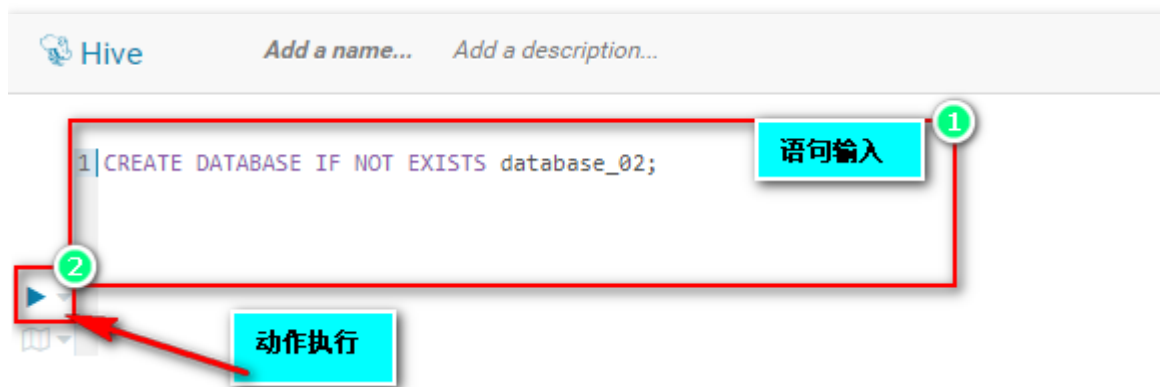 Hive Add a name... Add a description...
1
语句输入
1 CREATE DATABASE IF NOT EXISTS database_02;
2
动作执行